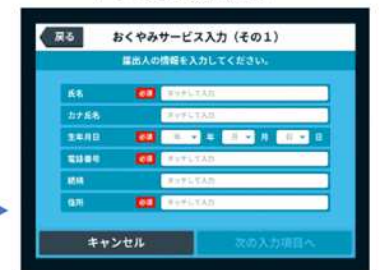 戻る
おくやみサービス入力（その１）
届出人の情報を入力してください。
氏名 必須 タッチして入力
カナ氏名 タッチして入力
生年月日 必須 年 年 月 月 日 日
電話番号 必須 タッチして入力
続柄 タッチして入力
住所 必須 タッチして入力
キャンセル
次の入力項目へ